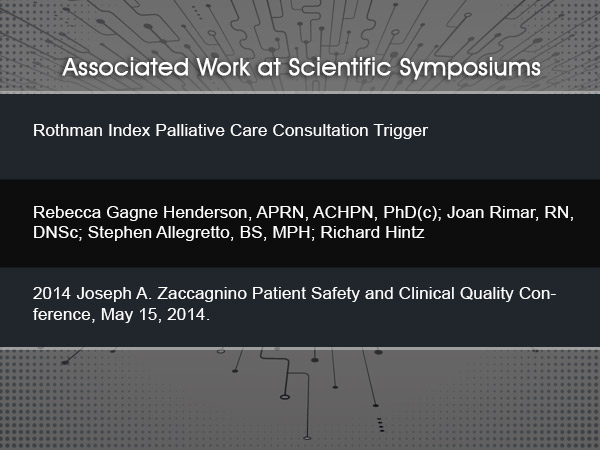 Associated Work at Scientific Symposiums
Rothman Index Palliative Care Consultation Trigger
Rebecca Gagne Henderson, APRN, ACHPN, PhD(c); Joan Rimar, RN,
DNSc; Stephen Allegretto, BS, MPH; Richard Hintz
2014 Joseph A. Zaccagnino Patient Safety and Clinical Quality Con-
ference, May 15, 2014.